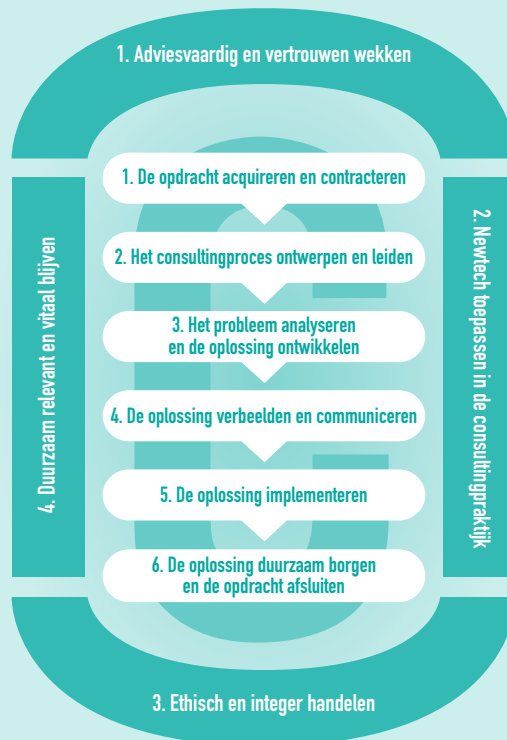 1. Adviesvaardig en vertrouwen wekken
1. De opdracht acquireren en contracteren
2. Het consultingproces ontwerpen en leiden
3. Het probleem analyseren
en de oplossing ontwikkelen
4. De oplossing verbeelden en communiceren
5. De oplossing implementeren
6. De oplossing duurzaam borgen
en de opdracht afsluiten
2. Newtech toepassen in de consultingpraktijk
3. Ethisch en integer handelen
4. Duurzaam relevant en vitaal blijven